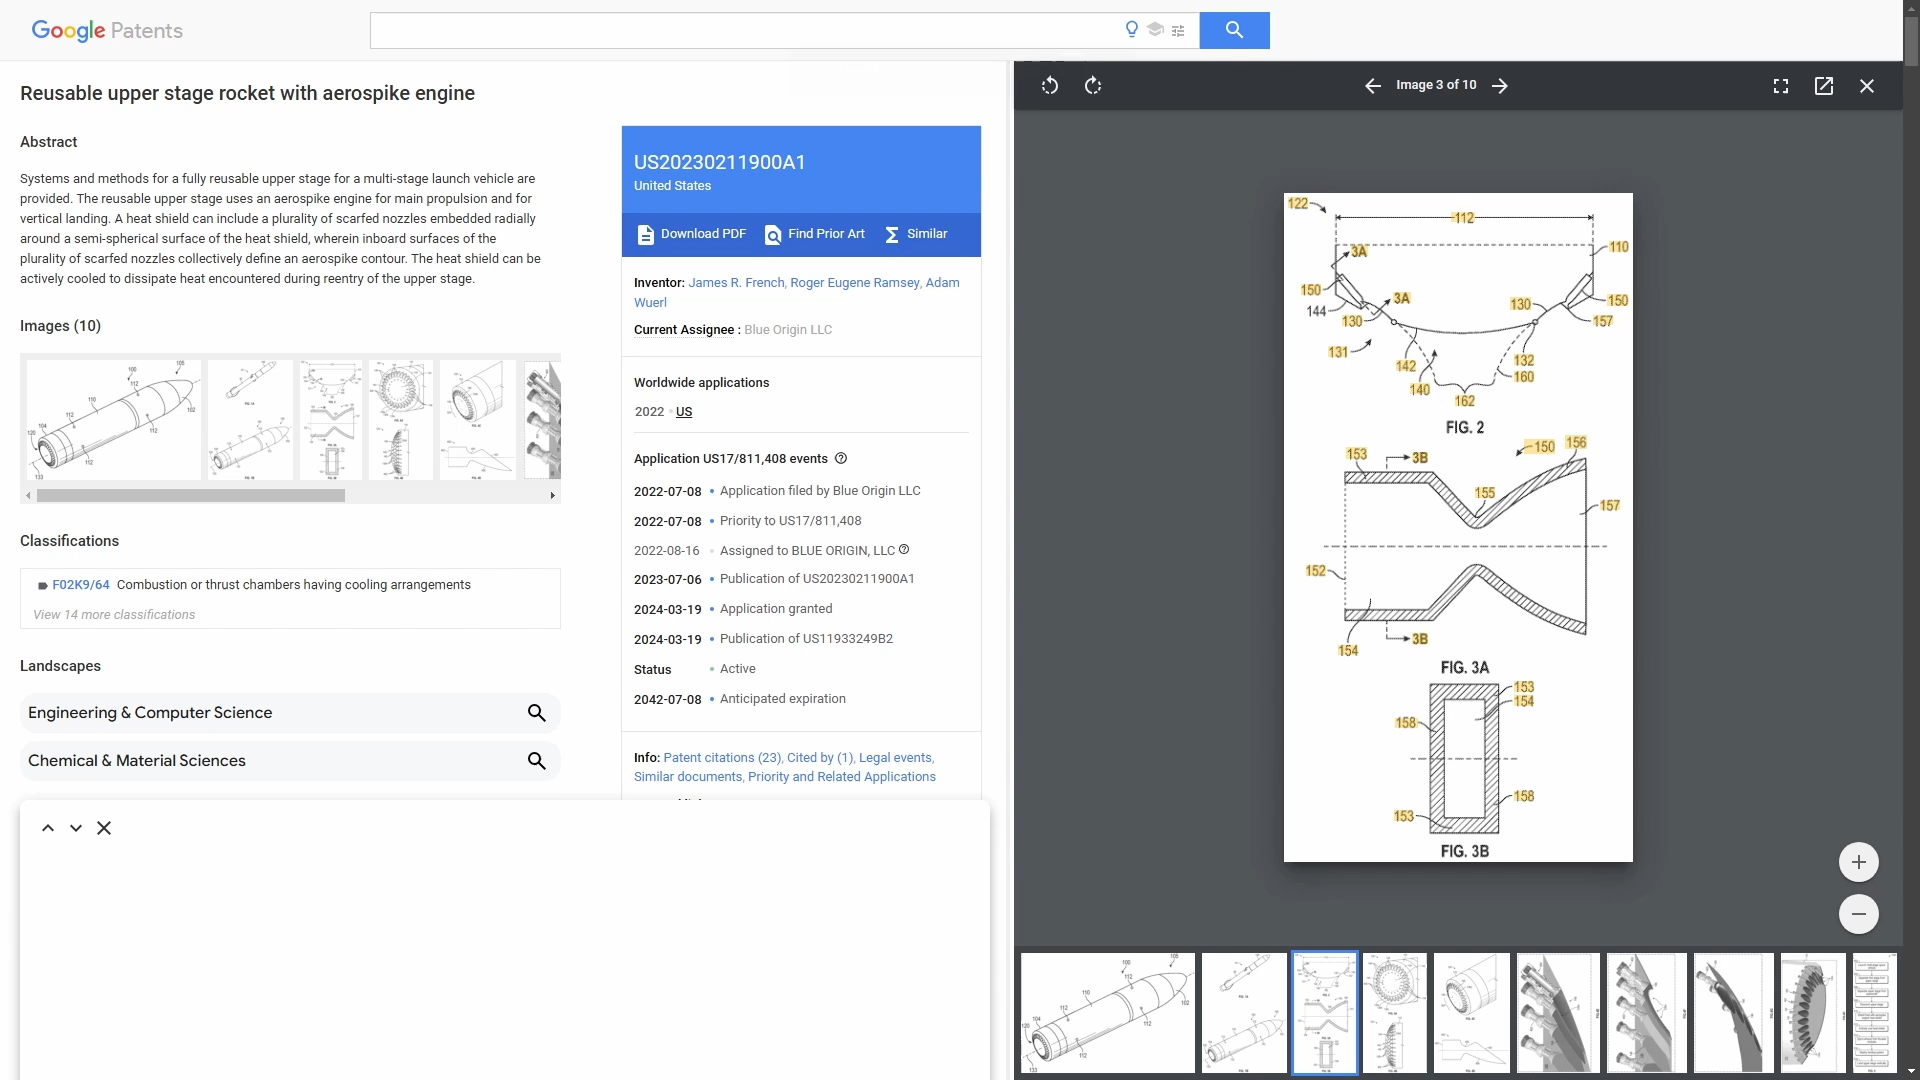 Google Patents
Reusable upper stage rocket with aerospike engine
Abstract
Systems and methods for a fully reusable upper stage for a multi-stage launch vehicle are
provided. The reusable upper stage uses an aerospike engine for main propulsion and for
vertical landing. A heat shield can include a plurality of scarfed nozzles embedded radially
around a semi-spherical surface of the heat shield, wherein inboard surfaces of the
plurality of scarfed nozzles collectively define an aerospike contour. The heat shield can be
actively cooled to dissipate heat encountered during reentry of the upper stage.
Images (10)
Classifications
F02K9/64 Combustion or thrust chambers having cooling arrangements
View 14 more classifications
Landscapes
Engineering & Computer Science
Chemical & Material Sciences
US20230211900A1
United States
Download PDF Find Prior Art Similar
Inventor: James R. French, Roger Eugene Ramsey, Adam
Wuerl
Current Assignee : Blue Origin LLC
Worldwide applications
2022 US
Application US17/811,408 events
2022-07-08 Application filed by Blue Origin LLC
2022-07-08 Priority to US17/811,408
2022-08-16 Assigned to BLUE ORIGIN, LLC
2023-07-06 Publication of US20230211900A1
2024-03-19 Application granted
2024-03-19 Publication of US11933249B2
Status Active
2042-07-08 Anticipated expiration
Info: Patent citations (23), Cited by (1), Legal events,
Similar documents, Priority and Related Applications
Image 3 of 10
122
112
110
3A
150
3A
130
150
144
130
157
131
142
132
140
160
162
FIG. 2
153
3B
150
156
155
157
152
3B
154
FIG. 3A
153
154
158
158
153
FIG. 3B